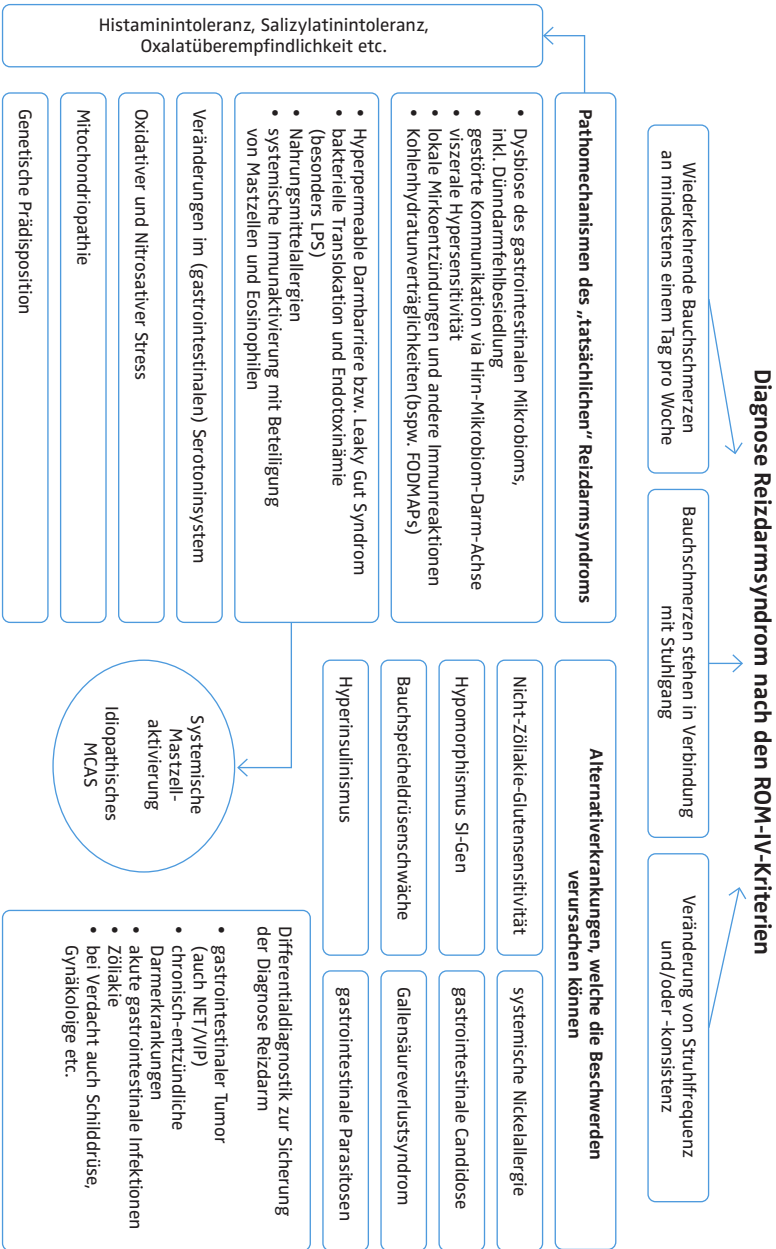 Diagnose Reizdarmsyndrom nach den ROM-IV-Kriterien
Wiederkehrende Bauchschmerzen
an mindestens einem Tag pro Woche
Bauchschmerzen stehen in Verbindung
mit Stuhlgang
Veränderung von Struhlfrequenz
und/oder -konsistenz
Pathomechanismen des „tatsächlichen“ Reizdarmsyndroms
• Dysbiose des gastrointestinalen Mikrobioms,
inkl. Dünndarmfehlbesiedlung
• gestörte Kommunikation via Hirn-Mikrobiom-Darm-Achse
• viszerale Hypersensitivität
• lokale Mirkoentzündungen und andere Immunreaktionen
• Kohlenhydratunverträglichkeiten(bspw. FODMAPs)
• Hyperpermeable Darmbarriere bzw. Leaky Gut Syndrom
• bakterielle Translokation und Endotoxinämie
(besonders LPS)
• Nahrungsmittelallergien
• systemische Immunaktivierung mit Beteiligung
von Mastzellen und Eosinophilen
Veränderungen im (gastrointestinalen) Serotoninsystem
Oxidativer und Nitrosativer Stress
Mitochondriopathie
Genetische Prädisposition
Histaminintoleranz, Salizylatinintoleranz,
Oxalatüberempfindlichkeit etc.
Alternativerkrankungen, welche die Beschwerden
verursachen können
Nicht-Zöliakie-Glutensensitivität
systemische Nickelallergie
Hypomorphismus SI-Gen
gastrointestinale Candidose
Bauchspeicheldrüsenschwäche
Gallensäureverlustsyndrom
Hyperinsulinismus
gastrointestinale Parasitosen
Systemische
Mastzell-
aktivierung
Idiopathisches
MCAS
Differentialdiagnostik zur Sicherung
der Diagnose Reizdarm
• gastrointestinaler Tumor
(auch NET/VIP)
• chronisch-entzündliche
Darmerkrankungen
• akute gastrointestinale Infektionen
• Zöliakie
• bei Verdacht auch Schilddrüse,
Gynäkoloige etc.